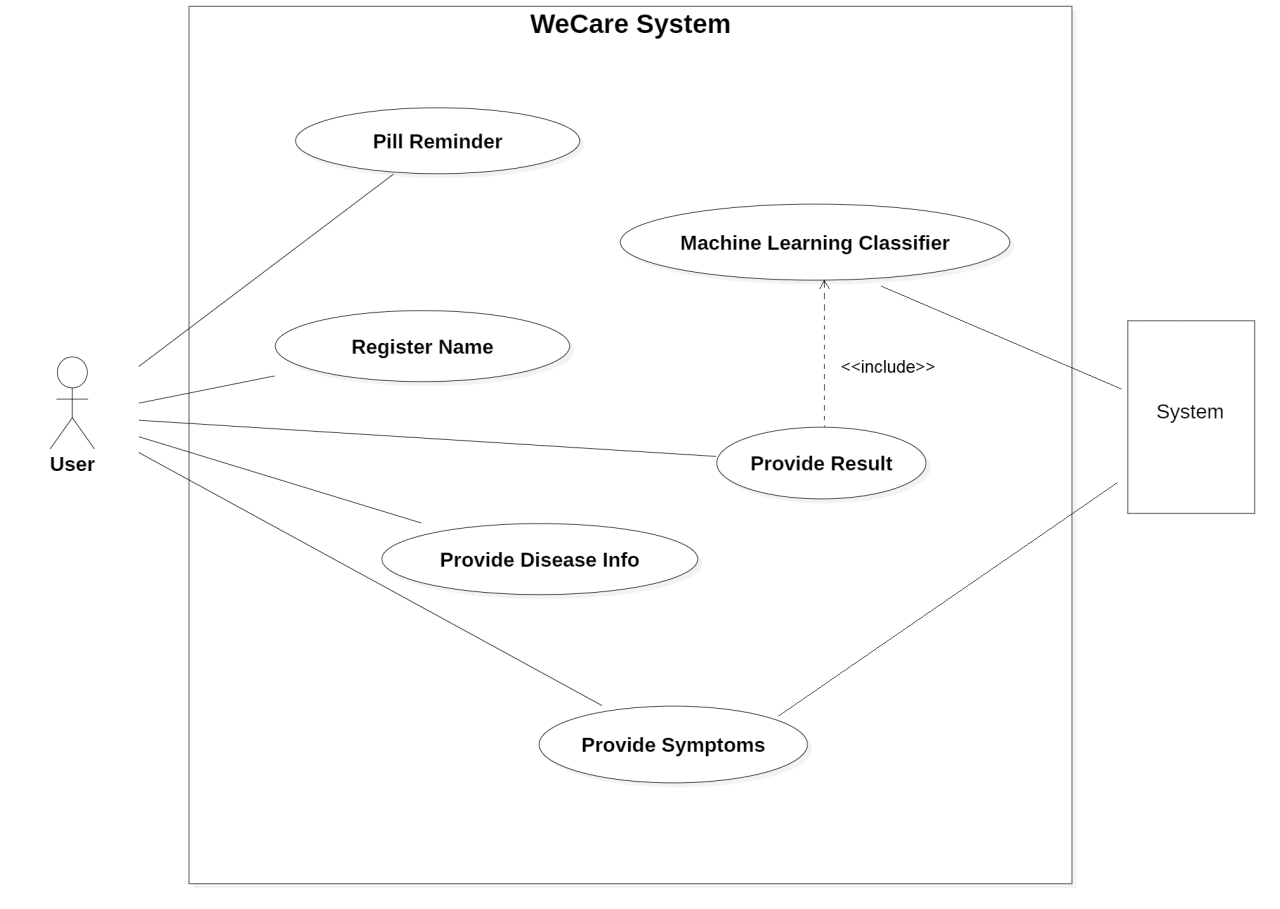 WeCare System
Pill Reminder
Machine Learning Classifier
Register Name
<<include>>
System
User
Provide Result
Provide Disease Info
Provide Symptoms